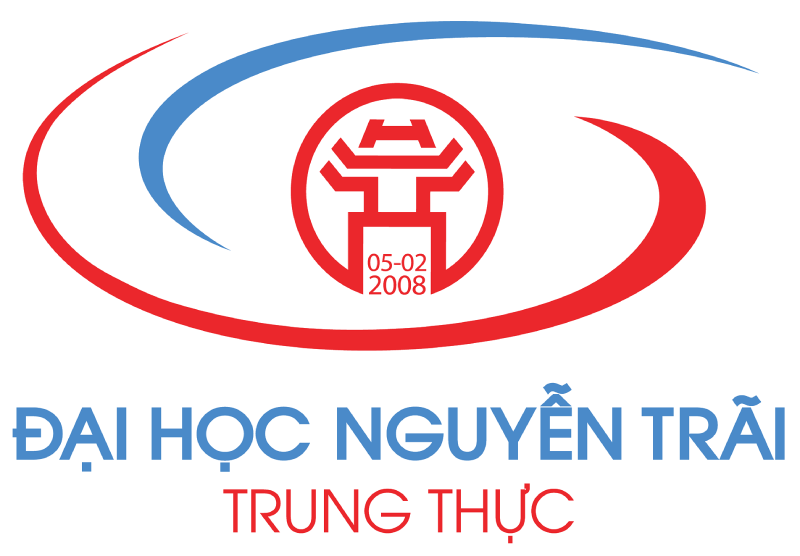 05-02
2008
ĐẠI HỌC NGUYỄN TRÃI
TRUNG THỰC